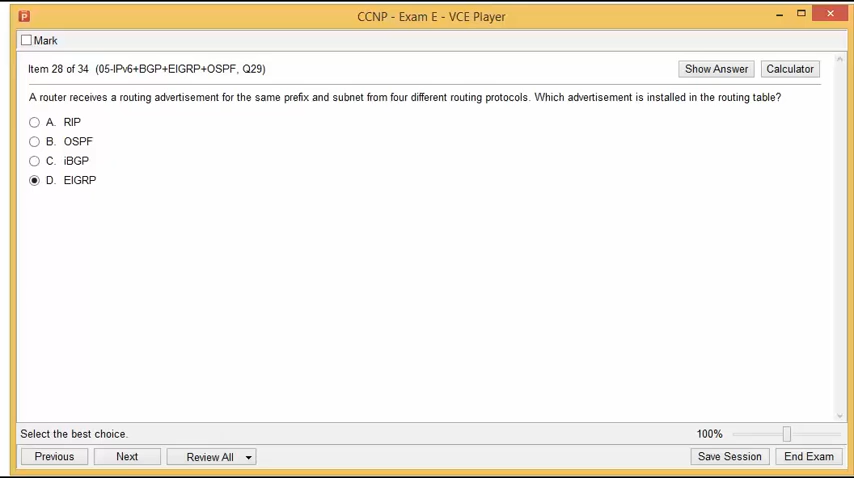 CCNP - Exam E - VCE Player
Mark
Item 28 of 34 (05-IPv6+BGP+EIGRP+OSPF, Q29)
Show Answer
Calculator
A router receives a routing advertisement for the same prefix and subnet from four different routing protocols. Which advertisement is installed in the routing table?
A. RIP
B. OSPF
C. iBGP
D. EIGRP
Select the best choice.
100%
Previous
Next
Review All
Save Session
End Exam